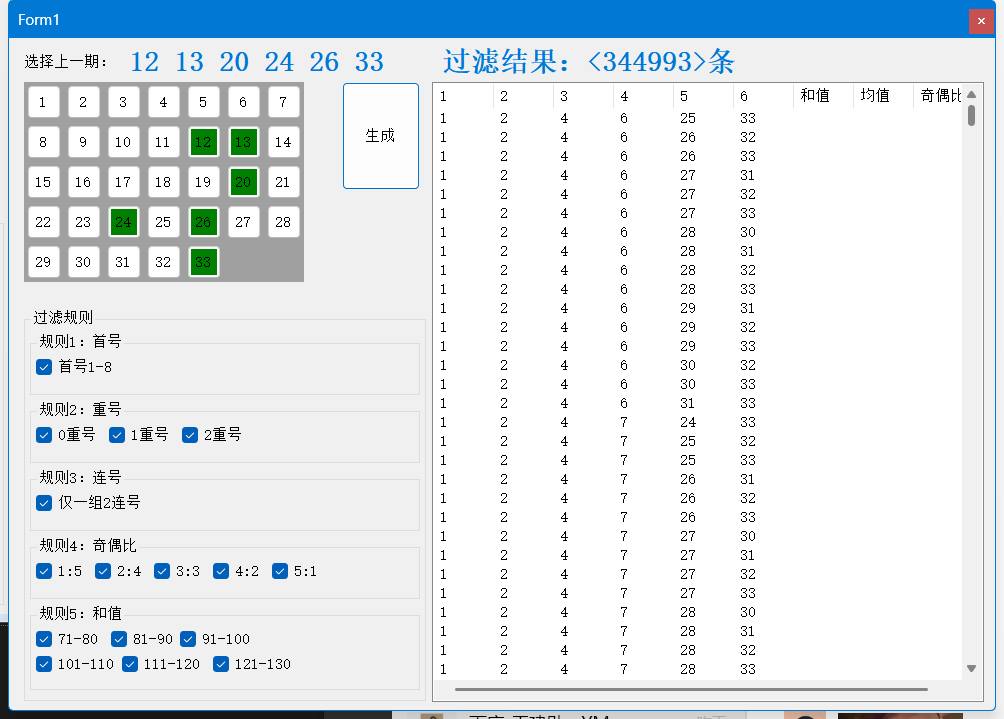 Form1
选择上一期: 12 13 20 24 26 33
过滤结果：<344993>条
1 2 3 4 5 6 7
8 9 10 11 12 13 14
15 16 17 18 19 20 21
22 23 24 25 26 27 28
29 30 31 32 33
生成
过滤规则
规则1：首号
首号1-8
规则2：重号
0重号 1重号 2重号
规则3：连号
仅一组2连号
规则4：奇偶比
1:5 2:4 3:3 4:2 5:1
规则5：和值
71-80 81-90 91-100
101-110 111-120 121-130
1 2 3 4 5 6 和值 均值 奇偶比
1 2 4 6 25 33
1 2 4 6 26 32
1 2 4 6 26 33
1 2 4 6 27 31
1 2 4 6 27 32
1 2 4 6 27 33
1 2 4 6 28 30
1 2 4 6 28 31
1 2 4 6 28 32
1 2 4 6 28 33
1 2 4 6 29 31
1 2 4 6 29 32
1 2 4 6 29 33
1 2 4 6 30 32
1 2 4 6 30 33
1 2 4 6 31 33
1 2 4 7 24 33
1 2 4 7 25 32
1 2 4 7 25 33
1 2 4 7 26 31
1 2 4 7 26 32
1 2 4 7 26 33
1 2 4 7 27 30
1 2 4 7 27 31
1 2 4 7 27 32
1 2 4 7 27 33
1 2 4 7 28 30
1 2 4 7 28 31
1 2 4 7 28 32
1 2 4 7 28 33